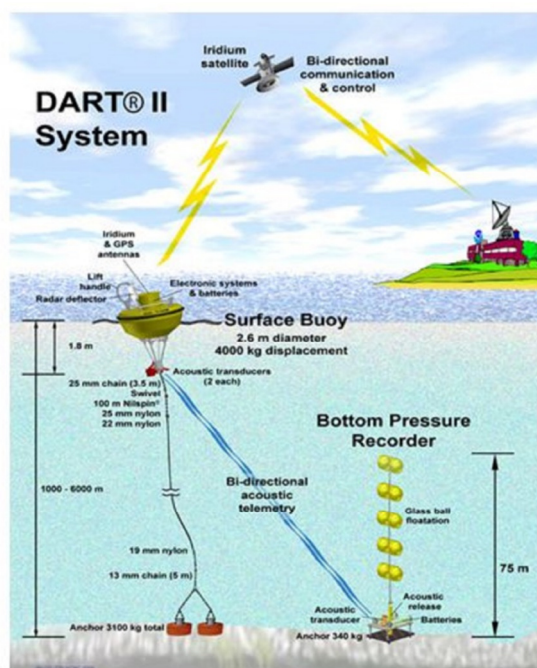 Iridium
satellite
Bi-directional
communication
& control
DART® II
System
Iridium
& GPS
antennas
Lift
handle
Radar deflector
Electronic systems
& batteries
Surface Buoy
2.6 m diameter
4000 kg displacement
1.8 m
Acoustic transducers
(2 each)
25 mm chain (3.5 m)
Swivel
100 m Nilspin®
25 mm nylon
22 mm nylon
Bottom Pressure
Recorder
1000 - 6000 m
Bi-directional
acoustic
telemetry
Glass ball
floatation
75 m
19 mm nylon
13 mm chain (5 m)
Acoustic
transducer
Acoustic
release
Batteries
Anchor 3100 kg total
Anchor 340 kg